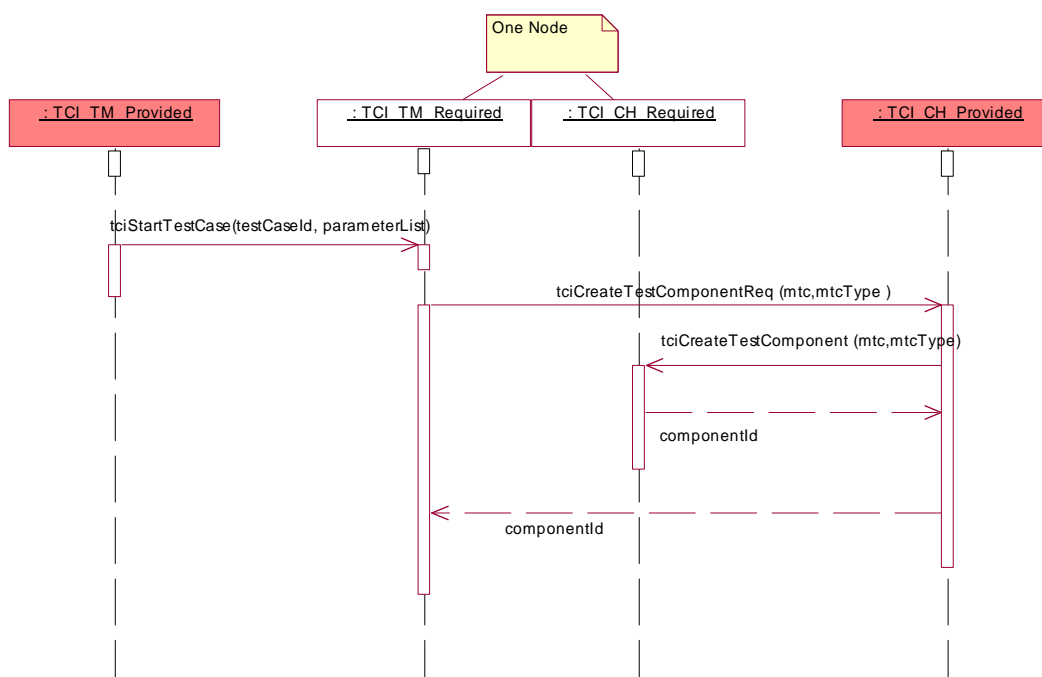 One Node
: TCI_TM_Provided
: TCI_TM_Required
: TCI_CH_Required
: TCI_CH_Provided
tciStartTestCase(testCaseId, parameterList)
tciCreateTestComponentReq (mtc,mtcType )
tciCreateTestComponent (mtc,mtcType)
componentId
componentId